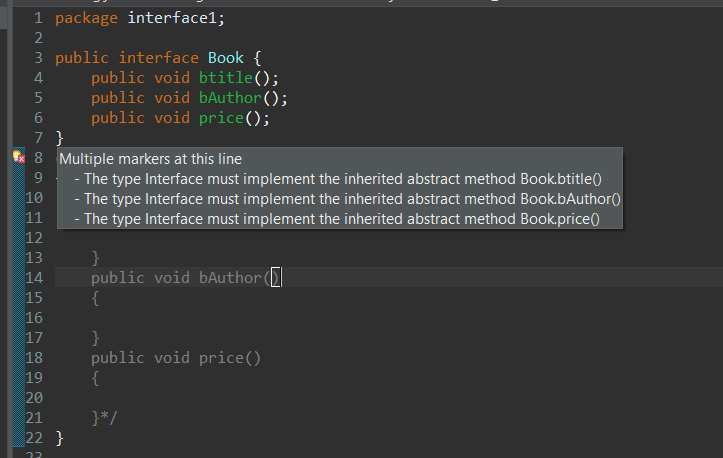 1 package interface1;
2
3 public interface Book {
4 public void btitle();
5 public void bAuthor();
6 public void price();
7 }
8
Multiple markers at this line
9
- The type Interface must implement the inherited abstract method Book.btitle()
10
- The type Interface must implement the inherited abstract method Book.bAuthor()
11
- The type Interface must implement the inherited abstract method Book.price()
12
13 }
14 public void bAuthor()
15 {
16
17 }
18 public void price()
19 {
20
21 }*/
22 }
23